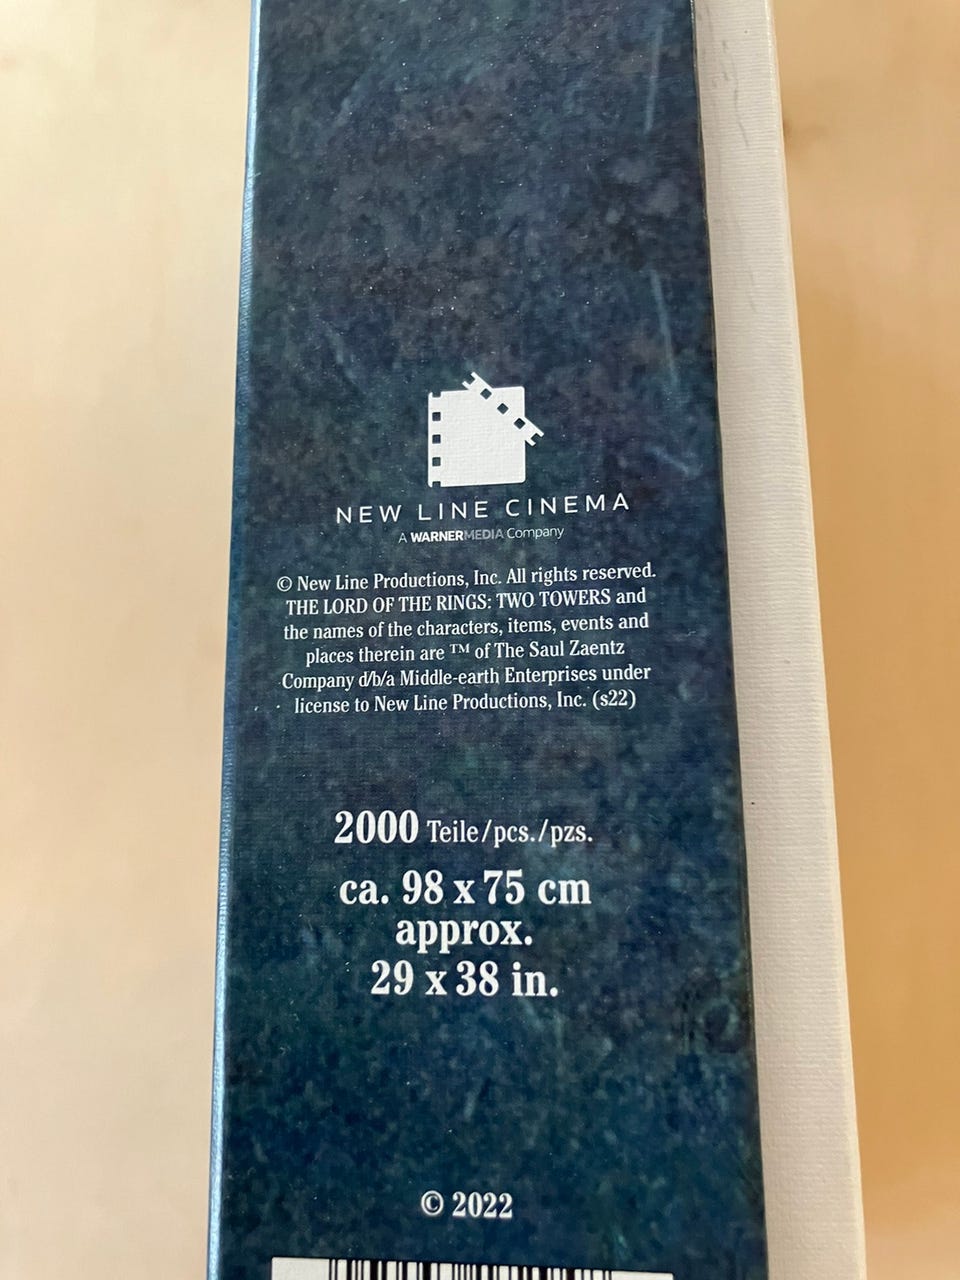 NEW LINE CINEMA
A WARNERMEDIA Company
© New Line Productions, Inc. All rights reserved.
THE LORD OF THE RINGS: TWO TOWERS and
the names of the characters, items, events and
places therein are ™ of The Saul Zaentz
Company d/b/a Middle-earth Enterprises under
license to New Line Productions, Inc. (s22)
2000 Teile/pcs./pzs.
ca. 98 x 75 cm
approx.
29 x 38 in.
© 2022